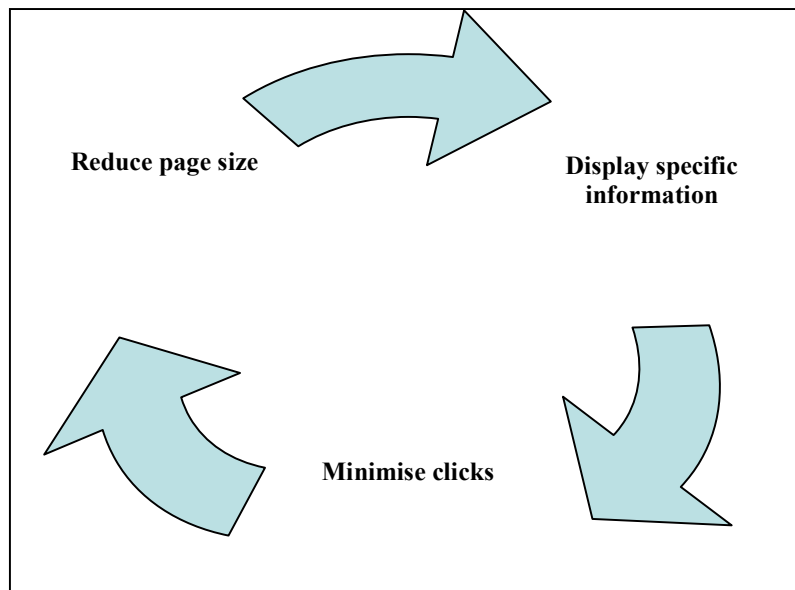 Reduce page size
Display specific
information
Minimise clicks